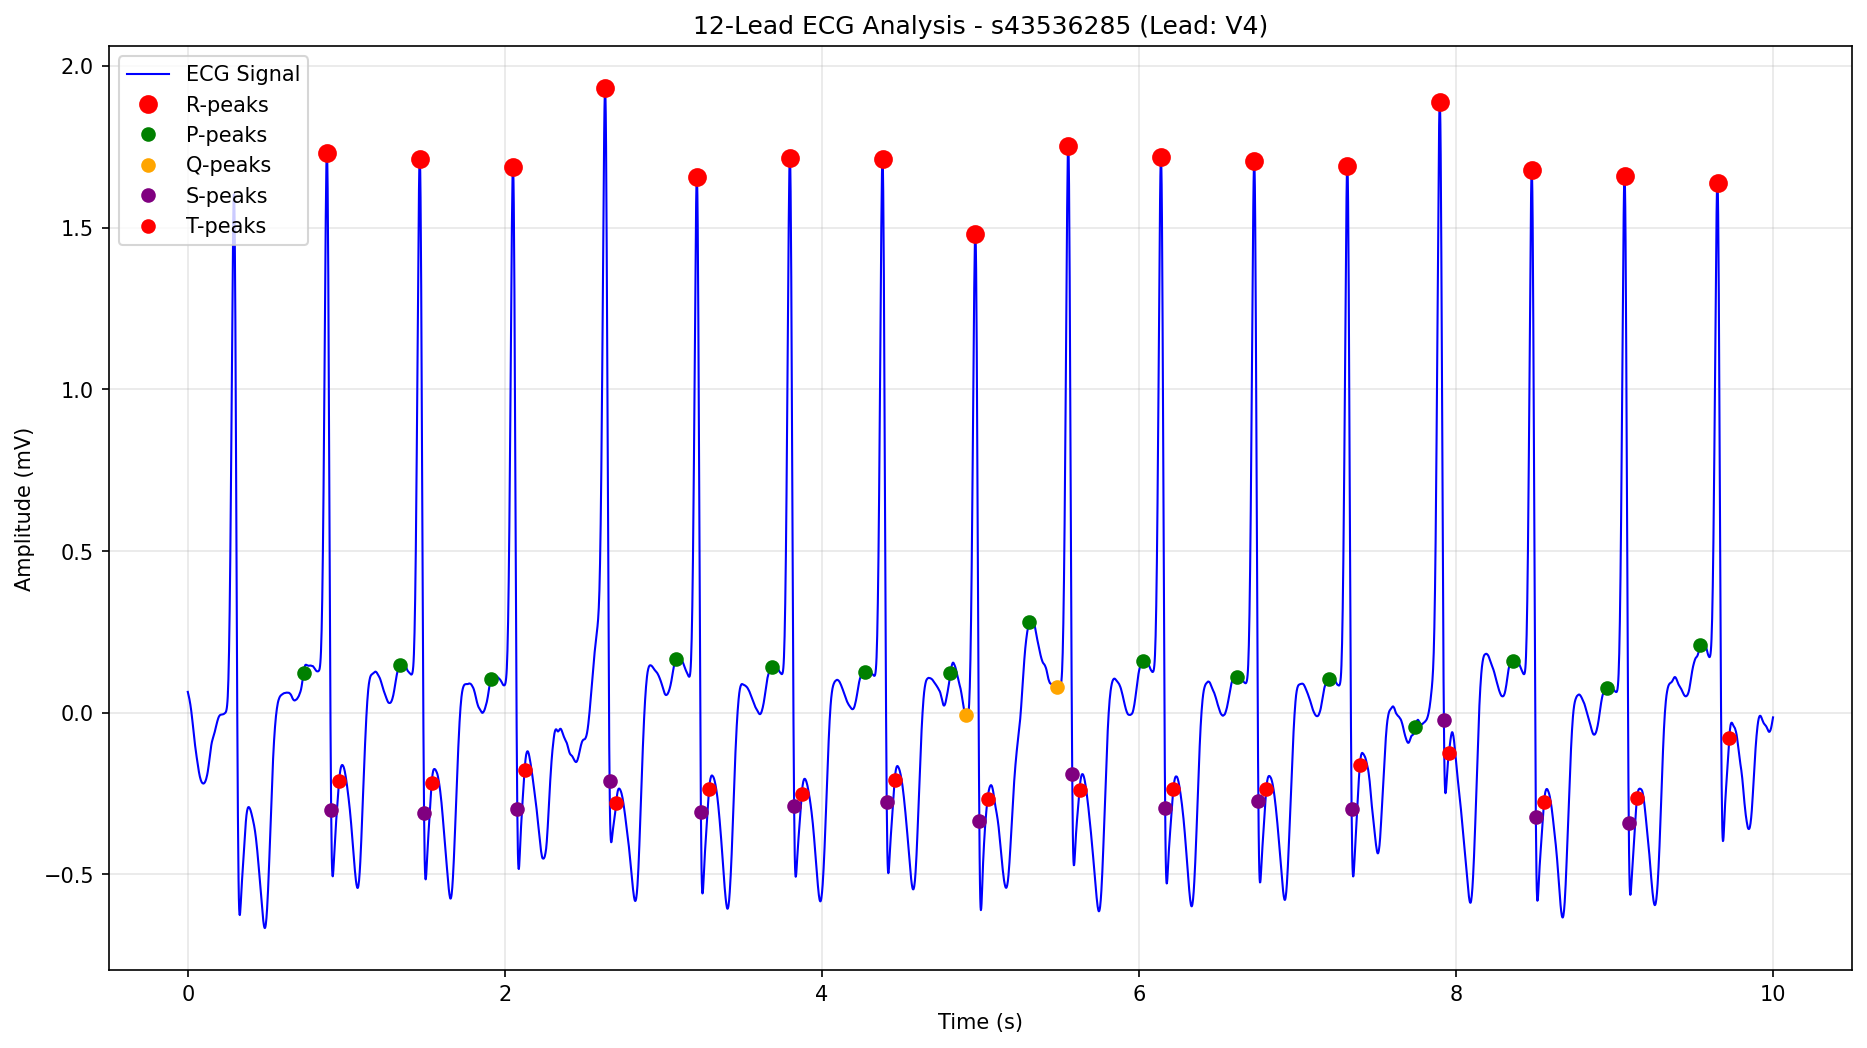 12-Lead ECG Analysis - s43536285 (Lead: V4)
ECG Signal
R-peaks
P-peaks
Q-peaks
S-peaks
T-peaks
Amplitude (mV)
2.0
1.5
1.0
0.5
0.0
−0.5
0 2 4 6 8 10
Time (s)